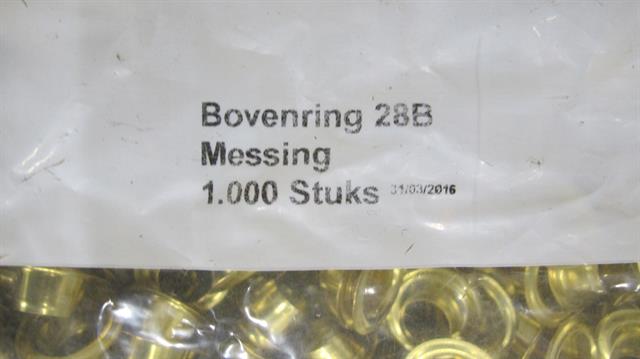 Bovenring 28B
Messing
1.000 Stuks 31/03/2016